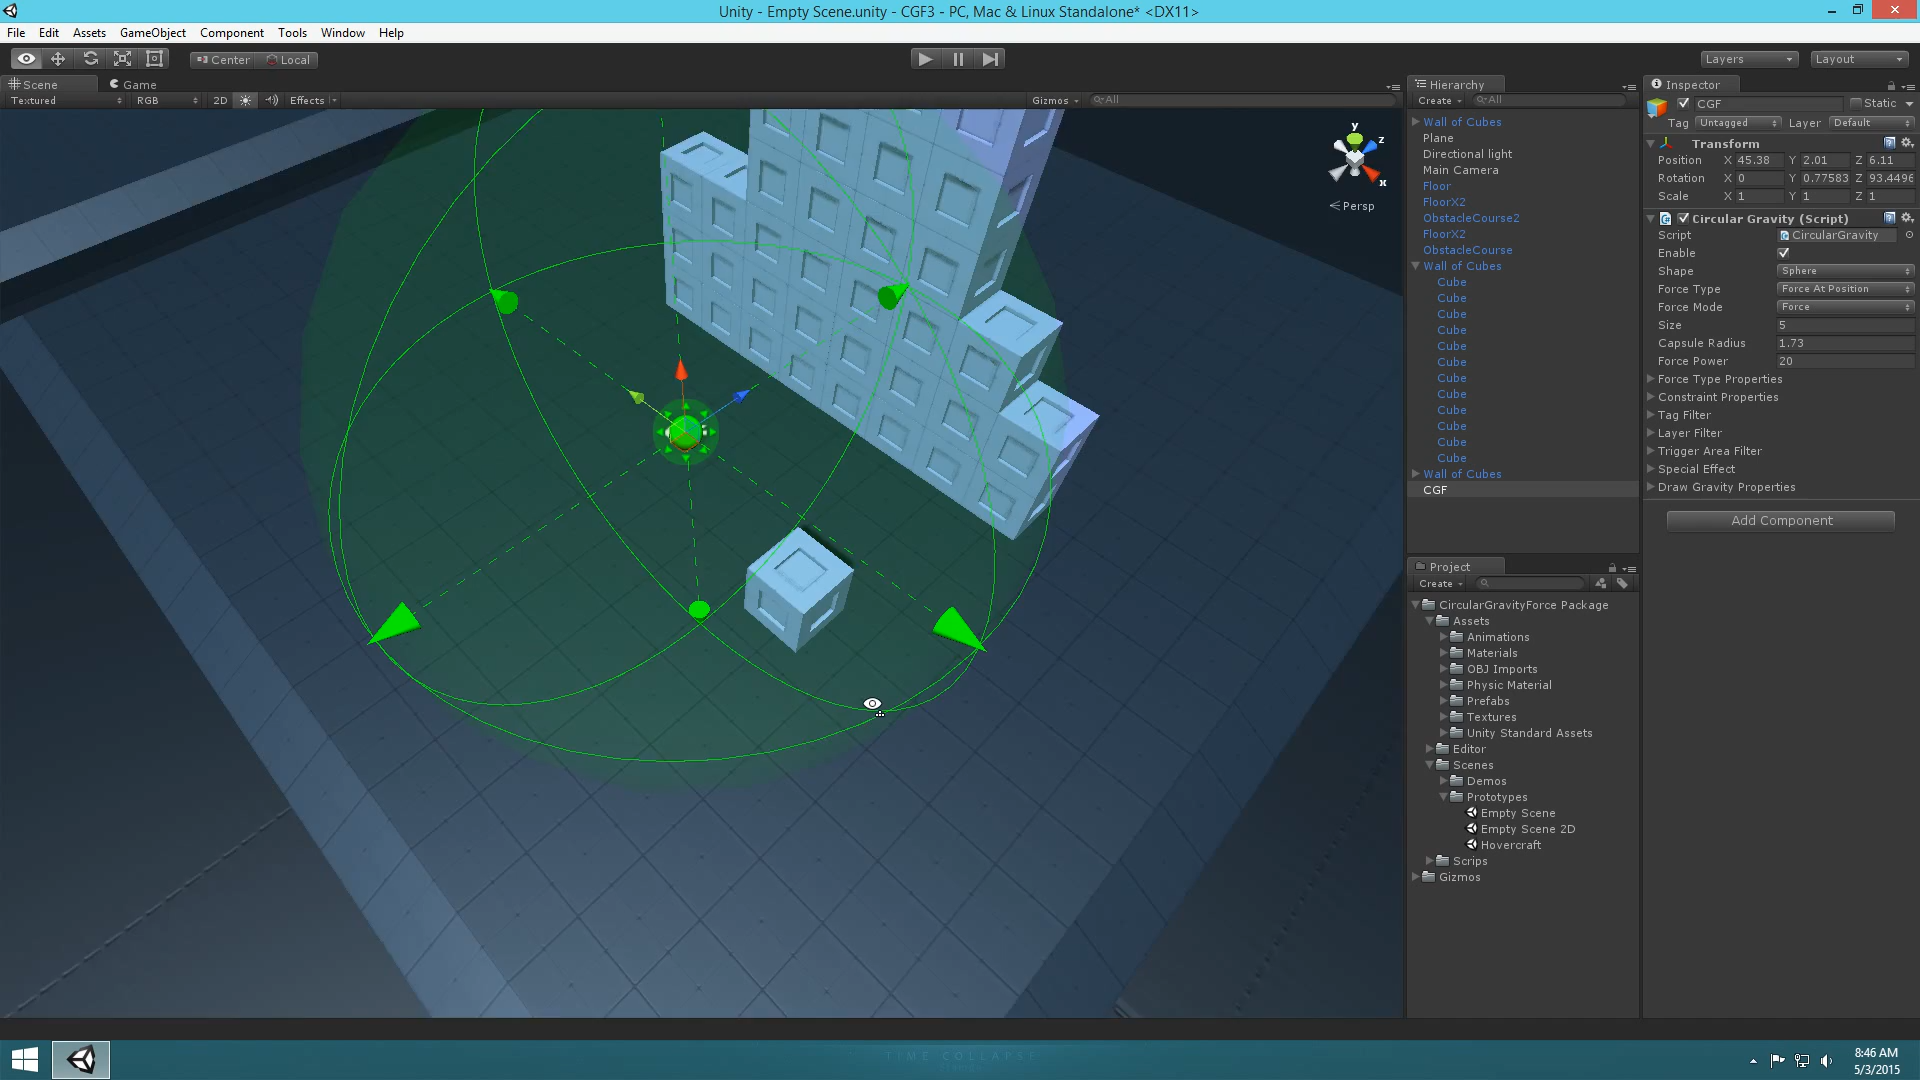 Unity - Empty Scene.unity - CGF3 - PC, Mac & Linux Standalone* <DX11>
File Edit Assets GameObject Component Tools Window Help
Center Local
Layers Layout
Scene Game
Textured RGB 2D Effects Gizmos All
y
z
x
Persp
Hierarchy
Create All
Wall of Cubes
Plane
Directional light
Main Camera
Floor
FloorX2
ObstacleCourse2
FloorX2
ObstacleCourse
Wall of Cubes
Cube
Cube
Cube
Cube
Cube
Cube
Cube
Cube
Cube
Cube
Cube
Cube
Wall of Cubes
CGF
Project
Create
CircularGravityForce Package
Assets
Animations
Materials
OBJ Imports
Physic Material
Prefabs
Textures
Unity Standard Assets
Editor
Scenes
Demos
Prototypes
Empty Scene
Empty Scene 2D
Hovercraft
Scrips
Gizmos
Inspector
CGF Static
Tag Untagged Layer Default
Transform
Position X 45.38 Y 2.01 Z 6.11
Rotation X 0 Y 0.77583 Z 93.4496
Scale X 1 Y 1 Z 1
Circular Gravity (Script)
Script CircularGravity
Enable
Shape Sphere
Force Type Force At Position
Force Mode Force
Size 5
Capsule Radius 1.73
Force Power 20
Force Type Properties
Constraint Properties
Tag Filter
Layer Filter
Trigger Area Filter
Special Effect
Draw Gravity Properties
Add Component
TIME COLLAPSE
8:46 AM
5/3/2015